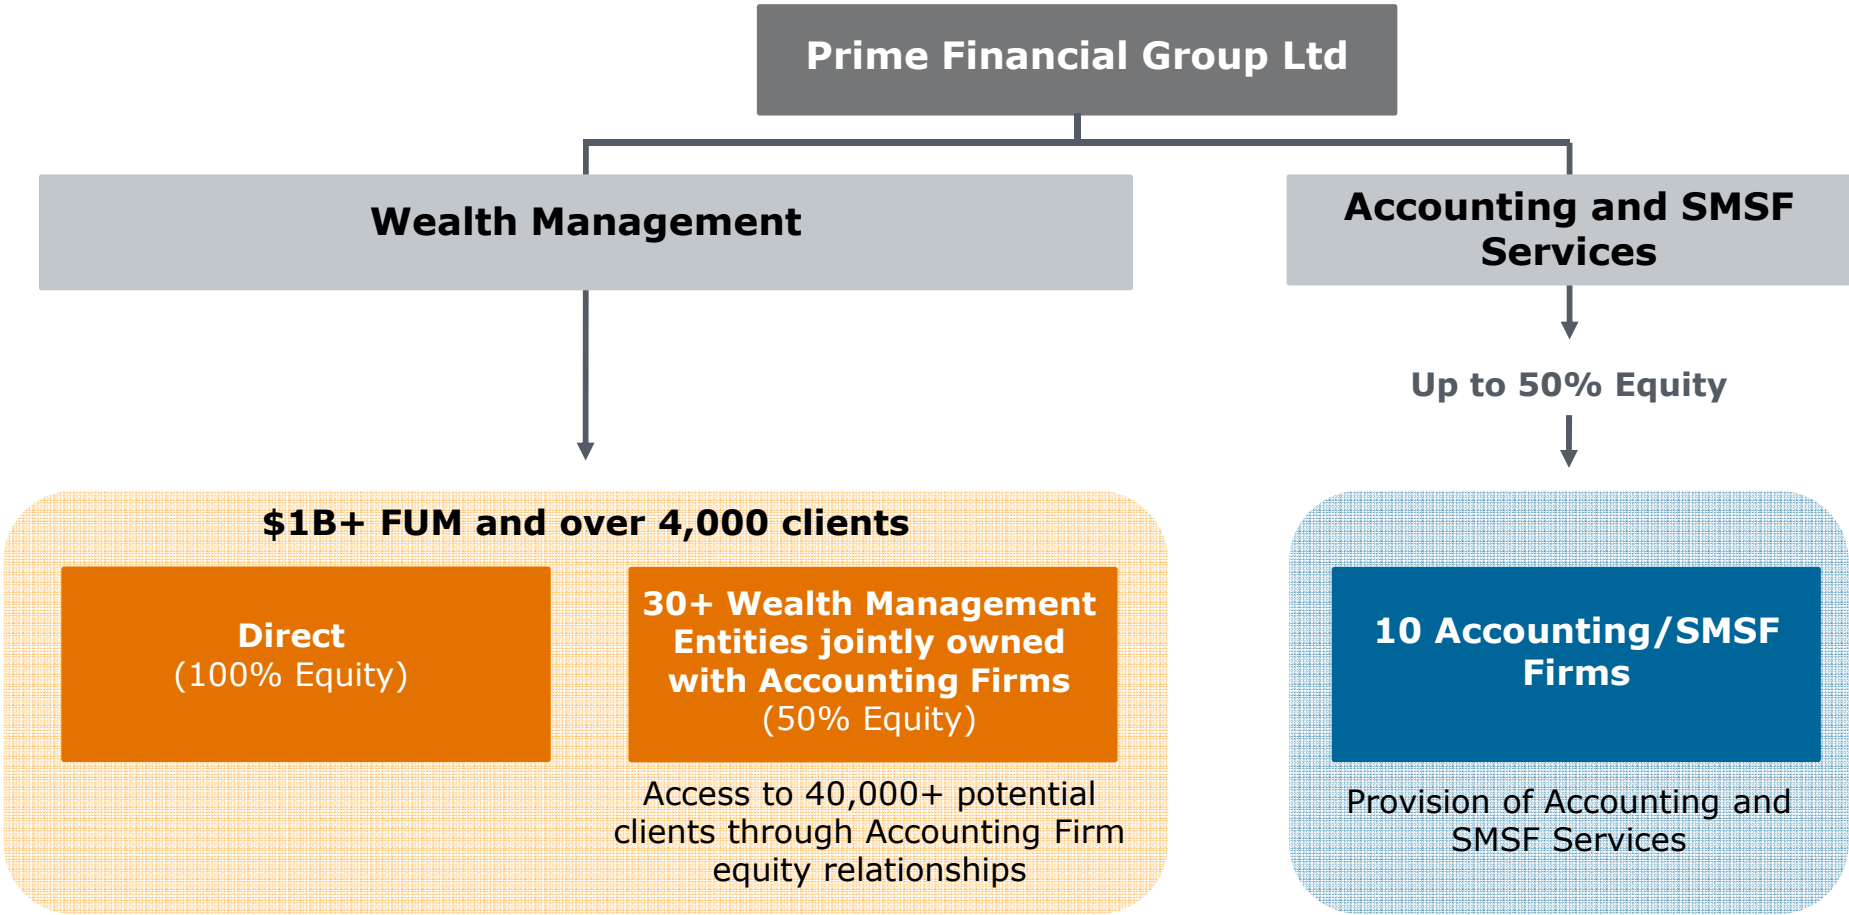 Prime Financial Group Ltd
Wealth Management
Accounting and SMSF
Services
Up to 50% Equity
$1B+ FUM and over 4,000 clients
Direct
(100% Equity)
30+ Wealth Management
Entities jointly owned
with Accounting Firms
(50% Equity)
Access to 40,000+ potential
clients through Accounting Firm
equity relationships
10 Accounting/SMSF
Firms
Provision of Accounting and
SMSF Services